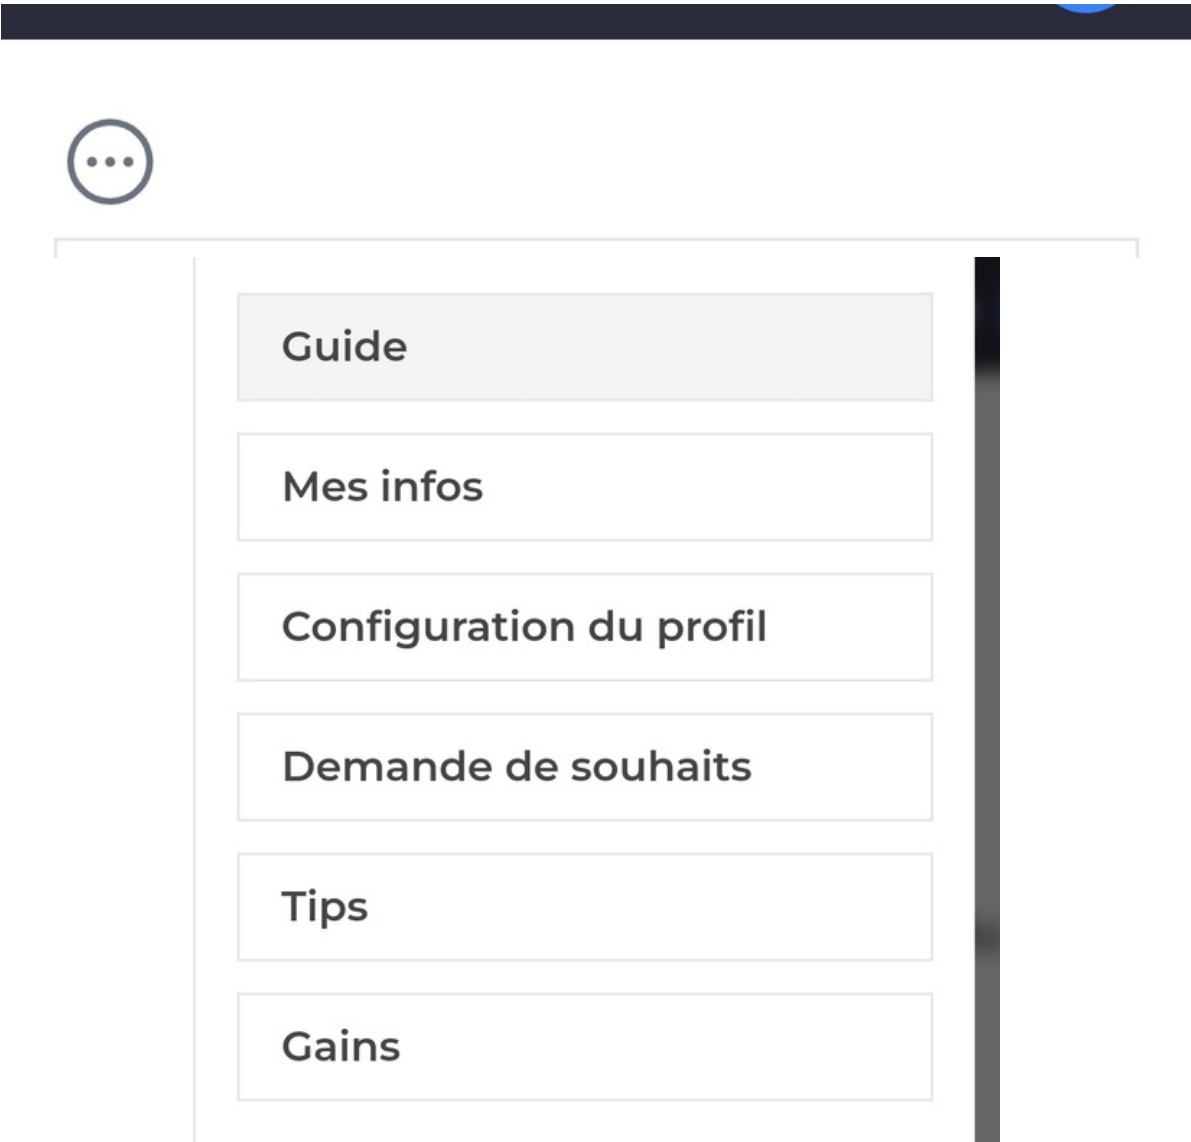 Guide
Mes infos
Configuration du profil
Demande de souhaits
Tips
Gains